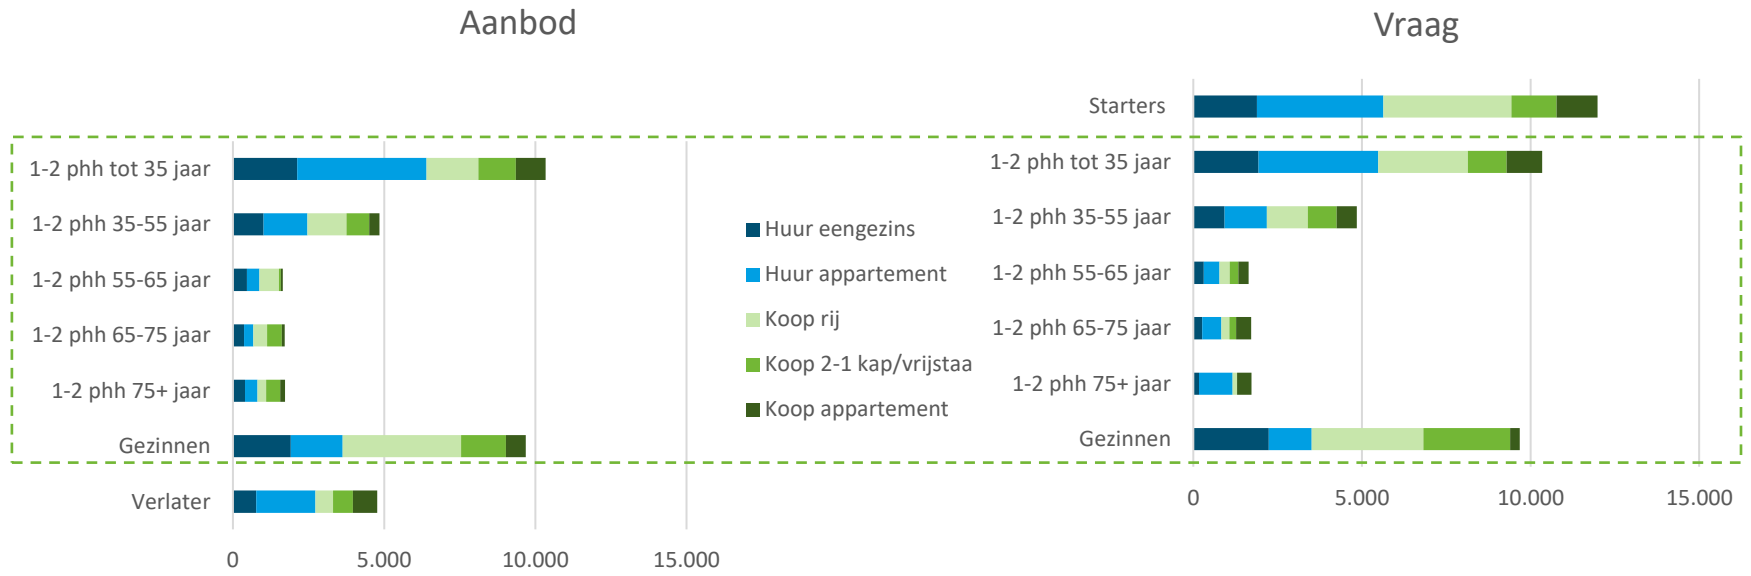 Aanbod
1-2 phh tot 35 jaar
1-2 phh 35-55 jaar
1-2 phh 55-65 jaar
1-2 phh 65-75 jaar
1-2 phh 75+ jaar
Gezinnen
Verlater
0 5.000 10.000 15.000
Huur eengezins
Huur appartement
Koop rij
Koop 2-1 kap/vrijstaa
Koop appartement
Vraag
Starters
1-2 phh tot 35 jaar
1-2 phh 35-55 jaar
1-2 phh 55-65 jaar
1-2 phh 65-75 jaar
1-2 phh 75+ jaar
Gezinnen
0 5.000 10.000 15.000